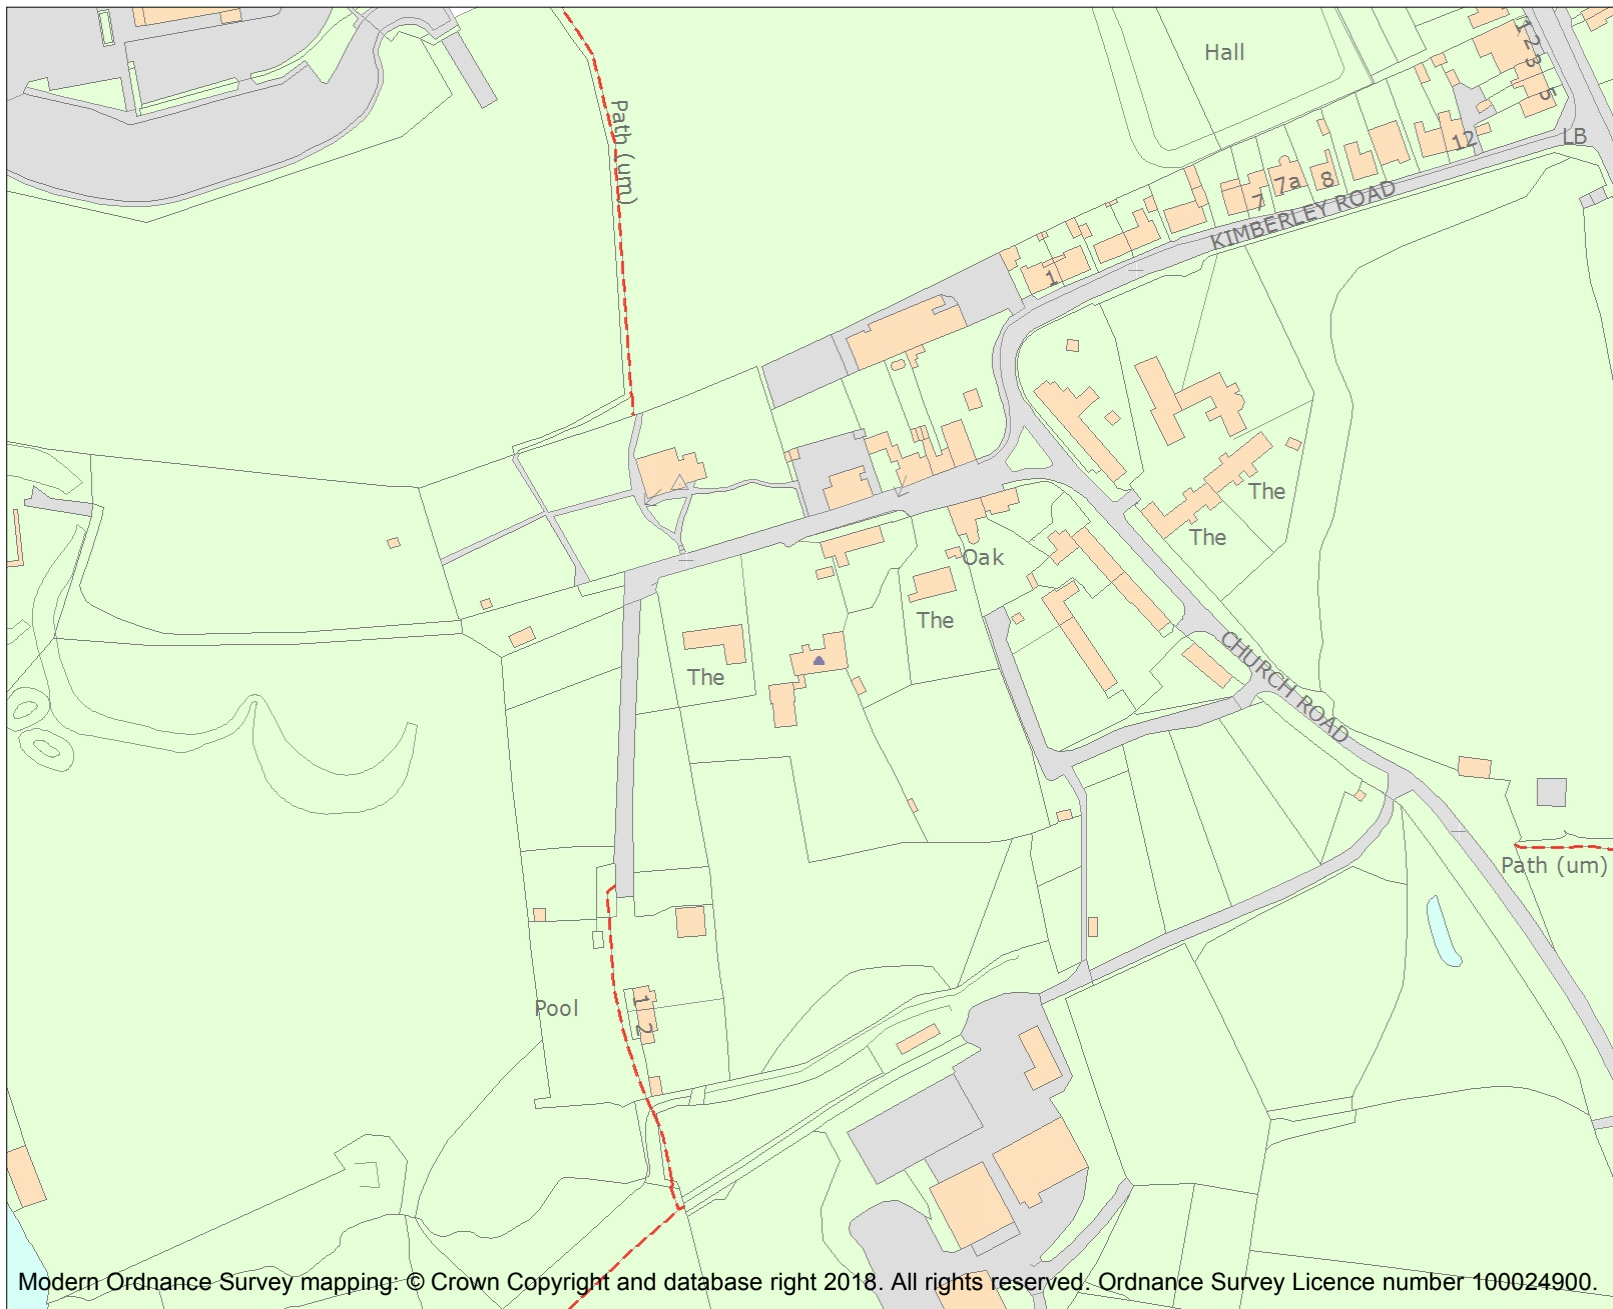 Hall
1
2
3
5
LB
12
Path (um)
8
7a
7
KIMBERLEY ROAD
1
The
The
Oak
The
The
CHURCH ROAD
Path (um)
Pool
1
2
Modern Ordnance Survey mapping: © Crown Copyright and database right 2018. All rights reserved. Ordnance Survey Licence number 100024900.